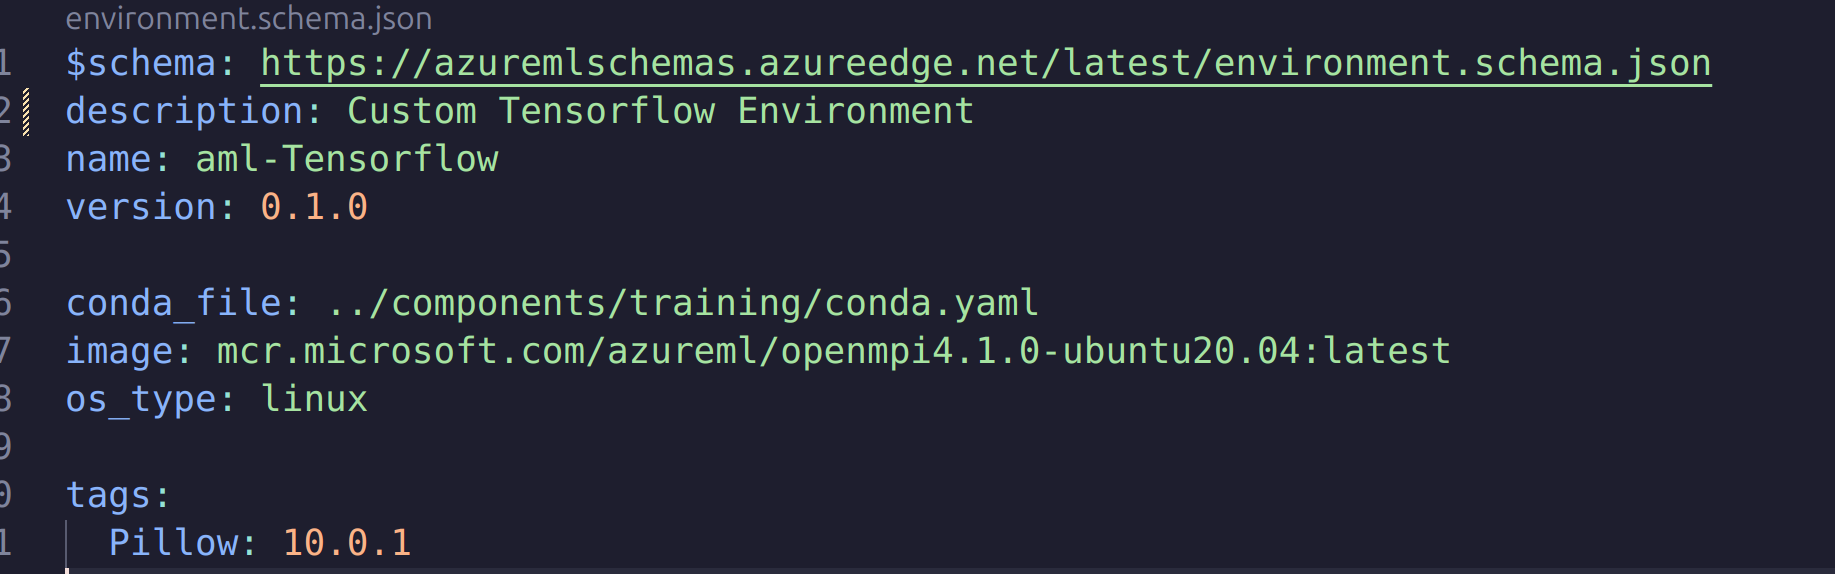 environment.schema.json
1 $schema: https://azuremlschemas.azureedge.net/latest/environment.schema.json
2 description: Custom Tensorflow Environment
3 name: aml-Tensorflow
4 version: 0.1.0
5
6 conda_file: ../components/training/conda.yaml
7 image: mcr.microsoft.com/azureml/openmpi4.1.0-ubuntu20.04:latest
8 os_type: linux
9
0 tags:
1 Pillow: 10.0.1